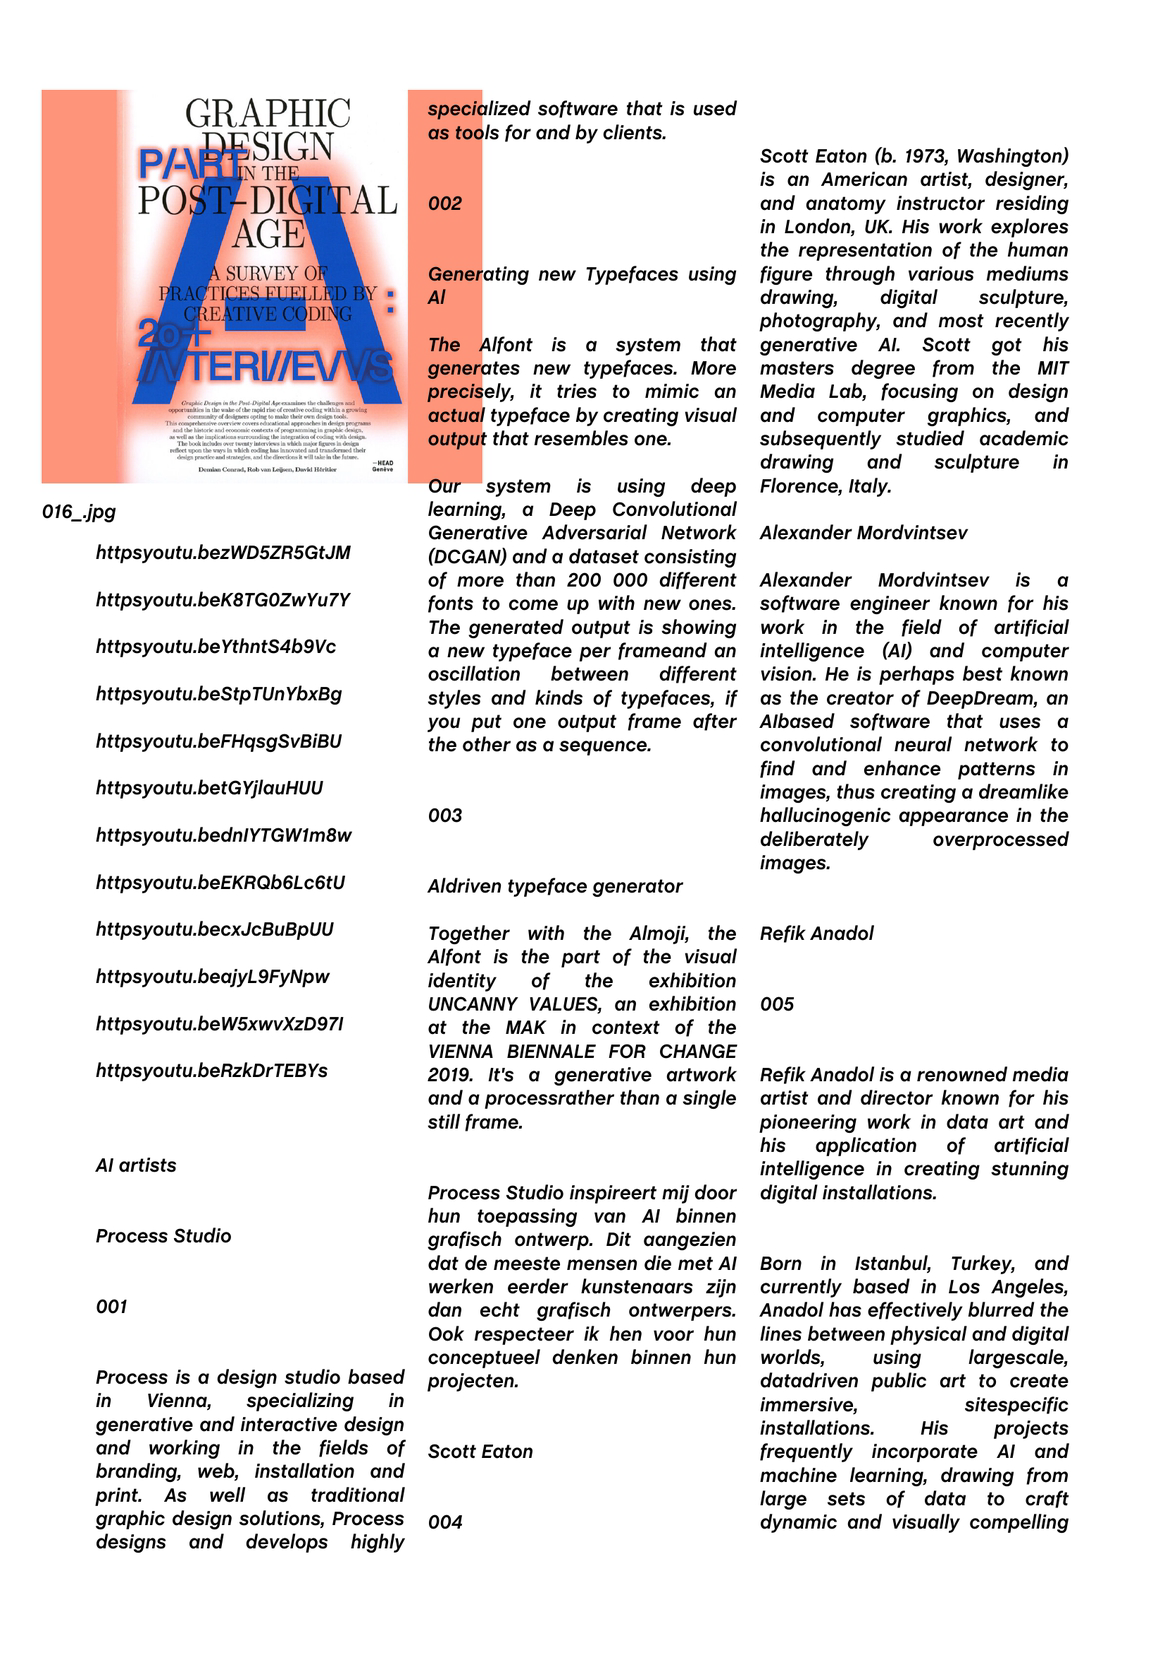 GRAPHIC
DESIGN
PART
IN THE
POST–DIGITAL
AGE
A SURVEY OF
PRACTICES FUELLED BY
CREATIVE CODING
:
20+
INTERVIEWS
Graphic Design in the Post-Digital Age examines the challenges and
opportunities in the wake of the rapid rise of creative coding within a growing
community of designers opting to make their own design tools.
This comprehensive overview covers educational approaches in design programs
and the historic and economic contexts of programming in graphic design,
as well as the implications surrounding the integration of coding with design.
The book includes over twenty interviews in which major figures in design
reflect upon the ways in which coding has innovated and transformed their
design practice and strategies, and the directions it will take in the future.
Demian Conrad, Rob van Leijsen, David Héritier
—HEAD
Genève
016_.jpg
httpsyoutu.bezWD5ZR5GtJM
httpsyoutu.beK8TG0ZwYu7Y
httpsyoutu.beYthntS4b9Vc
httpsyoutu.beStpTUnYbxBg
httpsyoutu.beFHqsgSvBiBU
httpsyoutu.betGYjlauHUU
httpsyoutu.bednIYTGW1m8w
httpsyoutu.beEKRQb6Lc6tU
httpsyoutu.becxJcBuBpUU
httpsyoutu.beajyL9FyNpw
httpsyoutu.beW5xwvXzD97I
httpsyoutu.beRzkDrTEBYs
AI artists
Process Studio
001
Process is a design studio based
in Vienna, specializing in
generative and interactive design
and working in the fields of
branding, web, installation and
print. As well as traditional
graphic design solutions, Process
designs and develops highly
specialized software that is used
as tools for and by clients.
002
Generating new Typefaces using
AI
The AIfont is a system that
generates new typefaces. More
precisely, it tries to mimic an
actual typeface by creating visual
output that resembles one.
Our system is using deep
learning, a Deep Convolutional
Generative Adversarial Network
(DCGAN) and a dataset consisting
of more than 200 000 different
fonts to come up with new ones.
The generated output is showing
a new typeface per frameand an
oscillation between different
styles and kinds of typefaces, if
you put one output frame after
the other as a sequence.
003
AIdriven typeface generator
Together with the AImoji, the
AIfont is the part of the visual
identity of the exhibition
UNCANNY VALUES, an exhibition
at the MAK in context of the
VIENNA BIENNALE FOR CHANGE
2019. It's a generative artwork
and a processrather than a single
still frame.
Process Studio inspireert mij door
hun toepassing van AI binnen
grafisch ontwerp. Dit aangezien
dat de meeste mensen die met AI
werken eerder kunstenaars zijn
dan echt grafisch ontwerpers.
Ook respecteer ik hen voor hun
conceptueel denken binnen hun
projecten.
Scott Eaton
004
Scott Eaton (b. 1973, Washington)
is an American artist, designer,
and anatomy instructor residing
in London, UK. His work explores
the representation of the human
figure through various mediums
drawing, digital sculpture,
photography, and most recently
generative AI. Scott got his
masters degree from the MIT
Media Lab, focusing on design
and computer graphics, and
subsequently studied academic
drawing and sculpture in
Florence, Italy.
Alexander Mordvintsev
Alexander Mordvintsev is a
software engineer known for his
work in the field of artificial
intelligence (AI) and computer
vision. He is perhaps best known
as the creator of DeepDream, an
AIbased software that uses a
convolutional neural network to
find and enhance patterns in
images, thus creating a dreamlike
hallucinogenic appearance in the
deliberately overprocessed
images.
Refik Anadol
005
Refik Anadol is a renowned media
artist and director known for his
pioneering work in data art and
his application of artificial
intelligence in creating stunning
digital installations.
Born in Istanbul, Turkey, and
currently based in Los Angeles,
Anadol has effectively blurred the
lines between physical and digital
worlds, using largescale,
datadriven public art to create
immersive, sitespecific
installations. His projects
frequently incorporate AI and
machine learning, drawing from
large sets of data to craft
dynamic and visually compelling